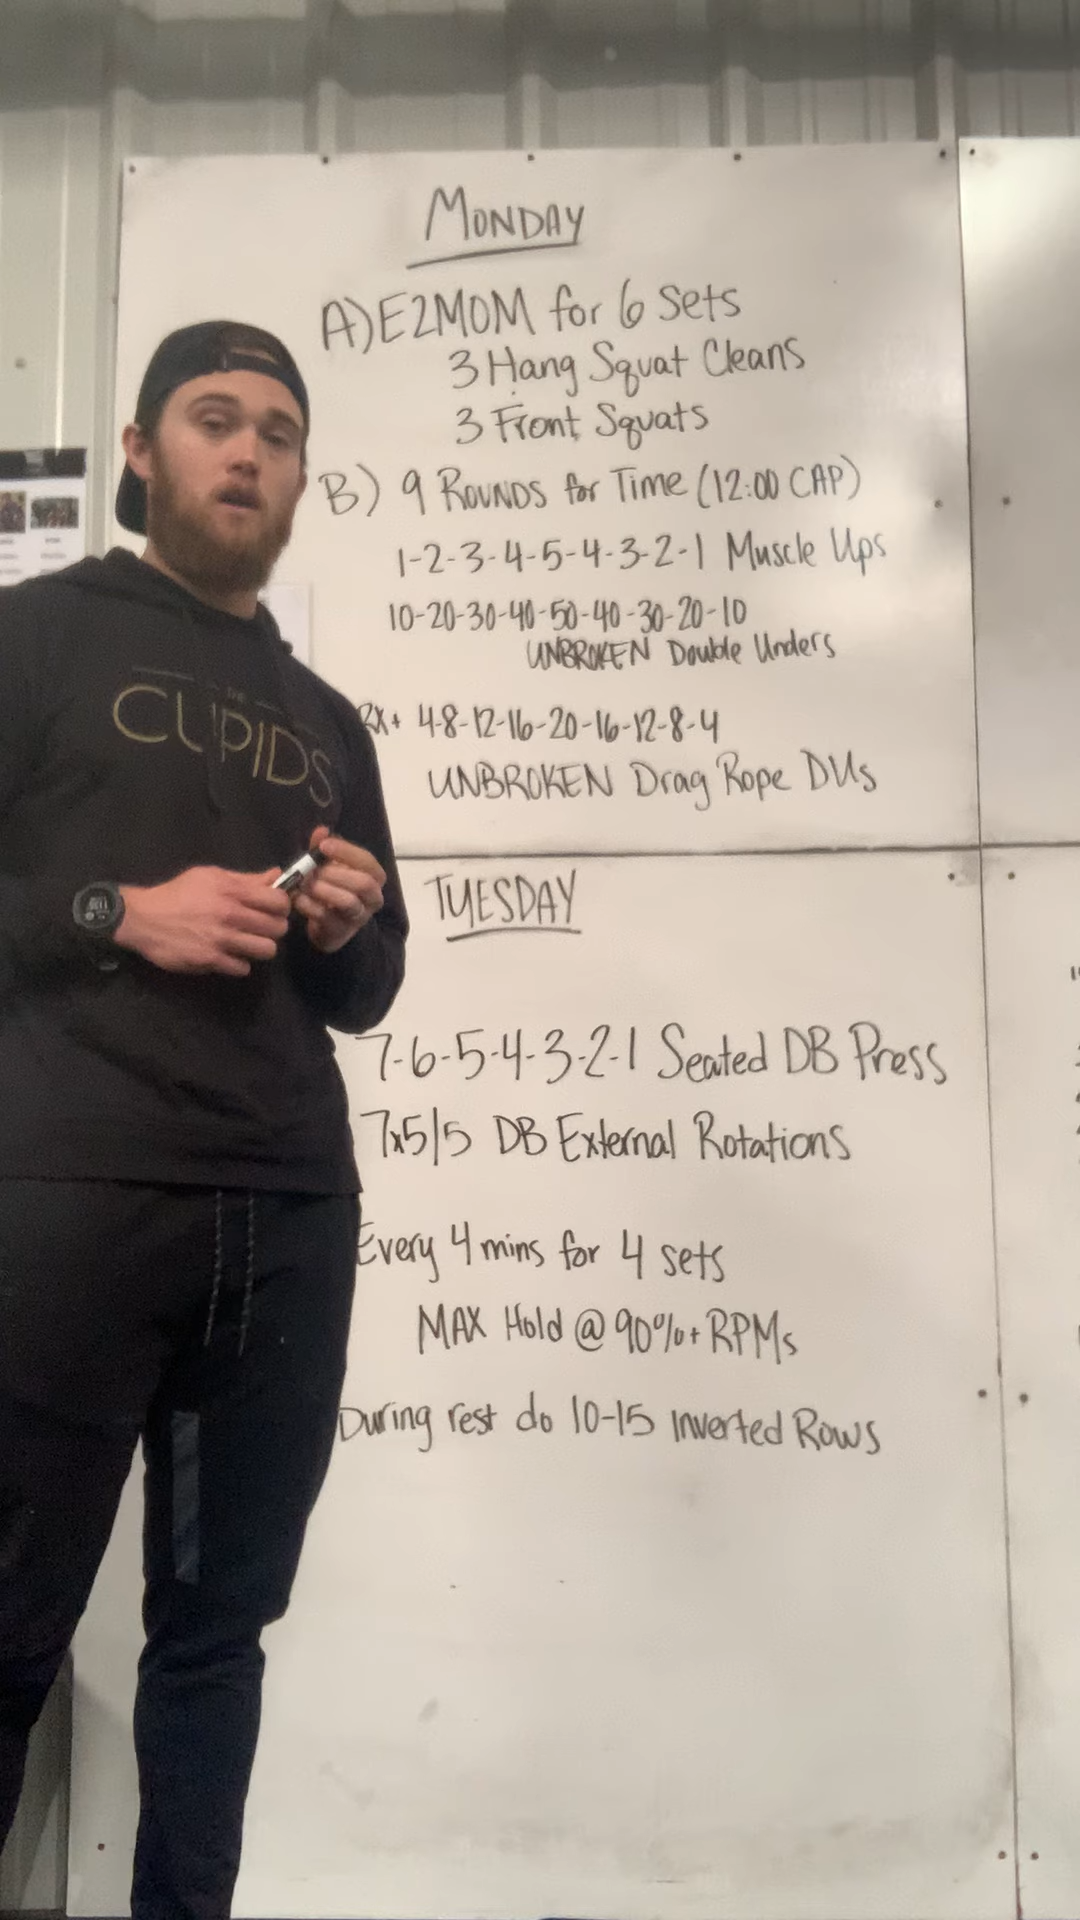 MONDAY
A) E2MOM for 6 Sets
3 Hang Squat Cleans
3 Front Squats
B) 9 ROUNDS for Time (12:00 CAP)
1-2-3-4-5-4-3-2-1 Muscle Ups
10-20-30-40-50-40-30-20-10
UNBROKEN Double Unders
RX+ 4-8-12-16-20-16-12-8-4
UNBROKEN Drag Rope DUs
TUESDAY
7-6-5-4-3-2-1 Seated DB Press
7x5/5 DB External Rotations
Every 4 mins for 4 sets
MAX Hold @ 90%+ RPMs
During rest do 10-15 Inverted Rows
CUPIDS